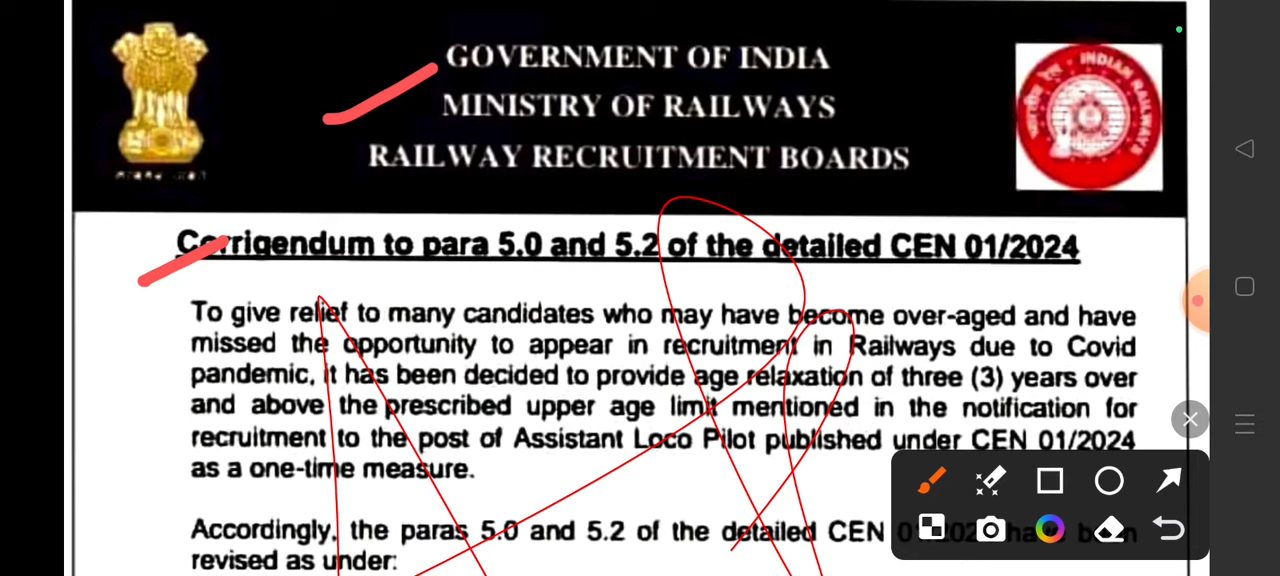 GOVERNMENT OF INDIA
MINISTRY OF RAILWAYS
RAILWAY RECRUITMENT BOARDS
INDIAN RAILWAYS
Corrigendum to para 5.0 and 5.2 of the detailed CEN 01/2024
To give relief to many candidates who may have become over-aged and have
missed the opportunity to appear in recruitment in Railways due to Covid
pandemic, it has been decided to provide age relaxation of three (3) years over
and above the prescribed upper age limit mentioned in the notification for
recruitment to the post of Assistant Loco Pilot published under CEN 01/2024
as a one-time measure.
Accordingly, the paras 5.0 and 5.2 of the detailed CEN
revised as under: